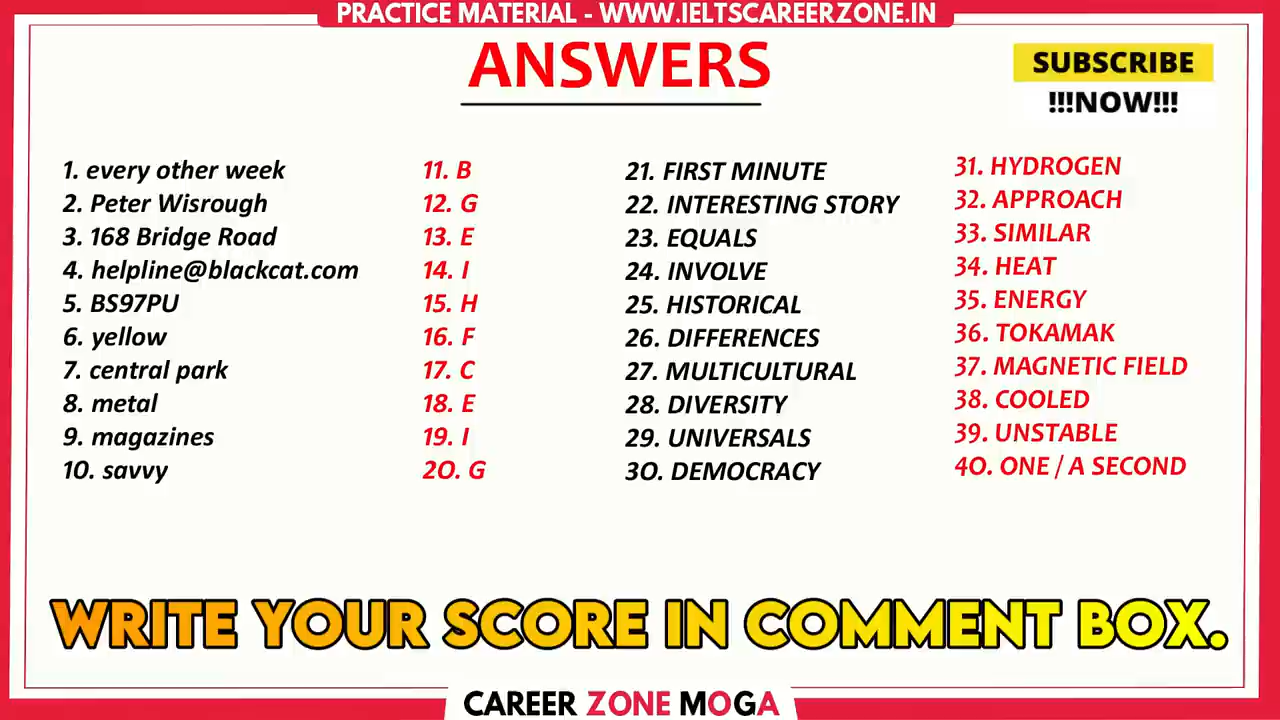 PRACTICE MATERIAL - WWW.IELTSCAREERZONE.IN
ANSWERS
SUBSCRIBE
!!!NOW!!!
1. every other week
2. Peter Wisrough
3. 168 Bridge Road
4. helpline@blackcat.com
5. BS97PU
6. yellow
7. central park
8. metal
9. magazines
10. savvy
11. B
12. G
13. E
14. I
15. H
16. F
17. C
18. E
19. I
20. G
21. FIRST MINUTE
22. INTERESTING STORY
23. EQUALS
24. INVOLVE
25. HISTORICAL
26. DIFFERENCES
27. MULTICULTURAL
28. DIVERSITY
29. UNIVERSALS
30. DEMOCRACY
31. HYDROGEN
32. APPROACH
33. SIMILAR
34. HEAT
35. ENERGY
36. TOKAMAK
37. MAGNETIC FIELD
38. COOLED
39. UNSTABLE
40. ONE / A SECOND
WRITE YOUR SCORE IN COMMENT BOX.
CAREER ZONE MOGA